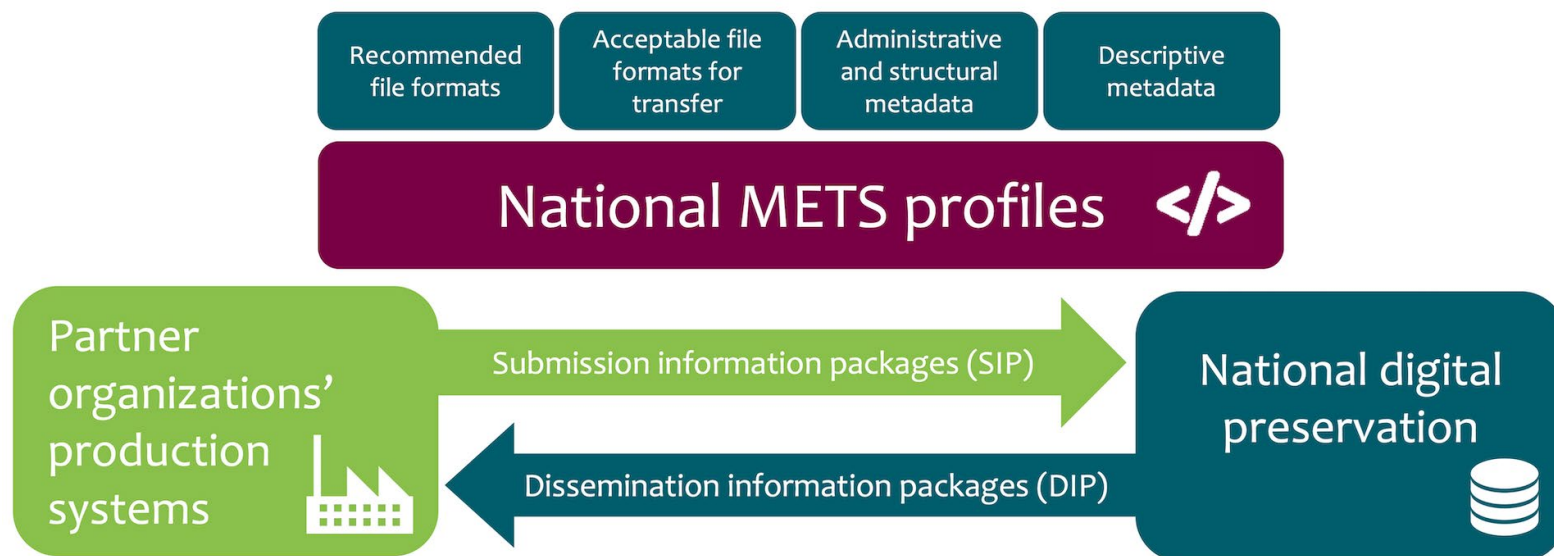 Recommended
file formats
Acceptable file
formats for
transfer
Administrative
and structural
metadata
Descriptive
metadata
National METS profiles </>
Partner
organizations’
production
systems
Submission information packages (SIP)
Dissemination information packages (DIP)
National digital
preservation